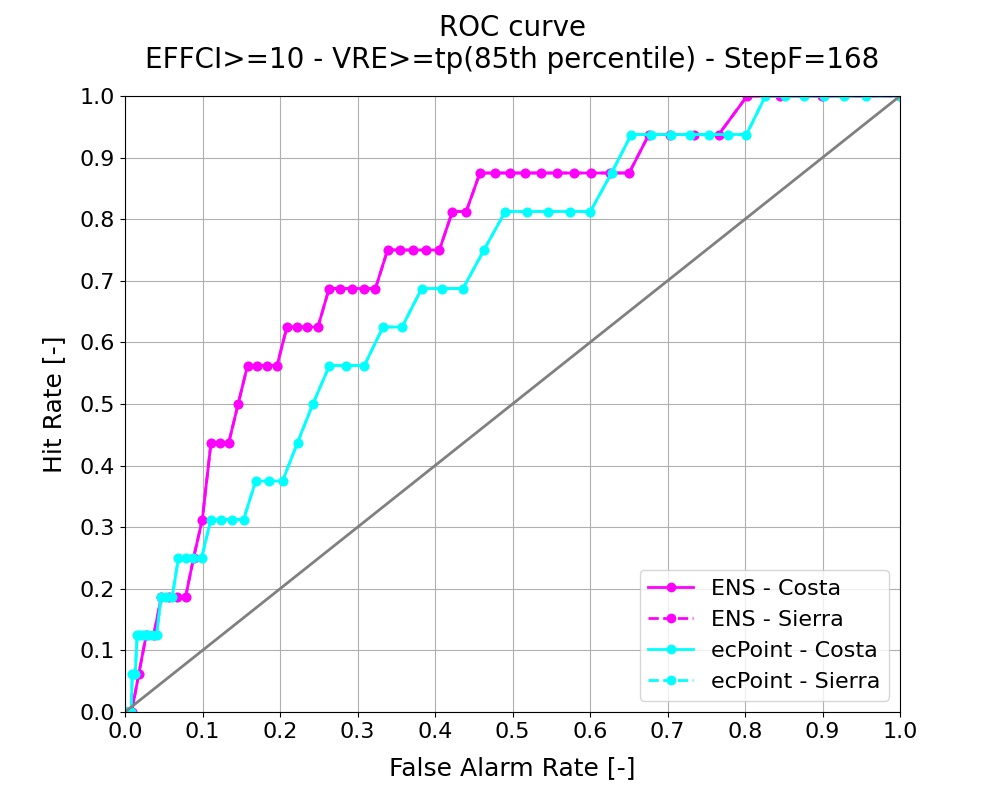 ROC curve
EFFCI>=10 - VRE>=tp(85th percentile) - StepF=168
1.0
0.9
0.8
0.7
0.6
0.5
0.4
0.3
0.2
0.1
0.0
Hit Rate [-]
ENS - Costa
ENS - Sierra
ecPoint - Costa
ecPoint - Sierra
0.0 0.1 0.2 0.3 0.4 0.5 0.6 0.7 0.8 0.9 1.0
False Alarm Rate [-]